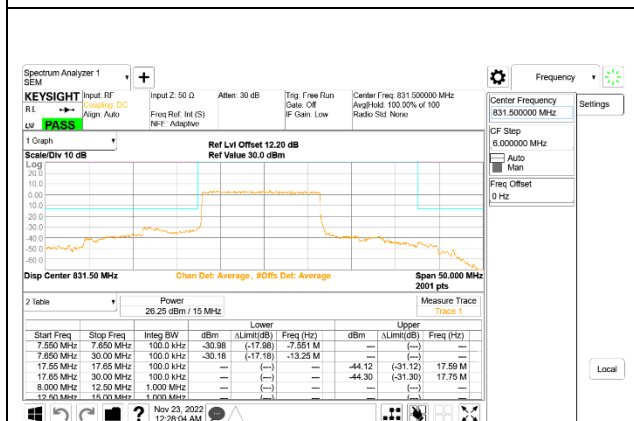 Spectrum Analyzer 1
SEM
Frequency
KEYSIGHT Input: RF Input Z: 50 Ω Atten: 30 dB Trig: Free Run Center Freq: 831.500000 MHz
R L Coupling: DC Gate: Off Avg|Hold: 100.00% of 100
Align: Auto Freq Ref: Int (S) IF Gain: Low Radio Std: None
PASS NFE: Adaptive
Center Frequency
831.500000 MHz
Settings
CF Step
6.000000 MHz
Auto
Man
Freq Offset
0 Hz
1 Graph
Ref Lvl Offset 12.20 dB
Scale/Div 10 dB Ref Value 30.0 dBm
Log
20.0
10.0
0.00
-10.0
-20.0
-30.0
-40.0
-50.0
-60.0
Disp Center 831.50 MHz Chan Det: Average , #Offs Det: Average Span 50.000 MHz
2001 pts
2 Table Power Measure Trace
26.25 dBm / 15 MHz Trace 1
Lower Upper
Start Freq Stop Freq Integ BW dBm ΔLimit(dB) Freq (Hz) dBm ΔLimit(dB) Freq (Hz)
7.550 MHz 7.650 MHz 100.0 kHz -30.98 (-17.98) -7.551 M --- (---) ---
7.650 MHz 30.00 MHz 100.0 kHz -30.18 (-17.18) -13.25 M --- (---) ---
17.55 MHz 17.65 MHz 100.0 kHz --- (---) --- -44.12 (-31.12) 17.59 M
17.65 MHz 30.00 MHz 100.0 kHz --- (---) --- -44.30 (-31.30) 17.75 M
8.000 MHz 12.50 MHz 1.000 MHz --- (---) --- --- (---) ---
12.50 MHz 15.00 MHz 1.000 MHz --- (---) --- --- (---) ---
Local
Nov 23, 2022
12:28:04 AM